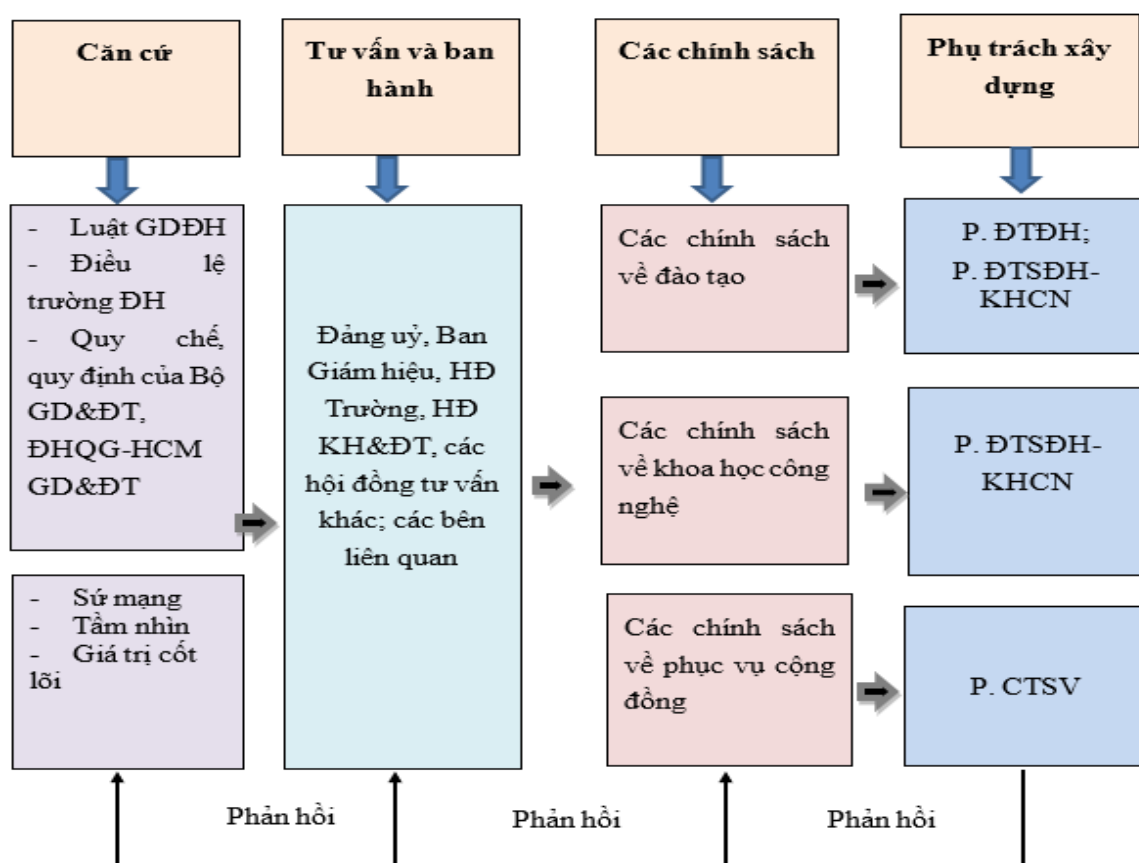 Căn cứ
Tư vấn và ban
hành
Các chính sách
Phụ trách xây
dựng
- Luật GDĐH
- Điều lệ
trường ĐH
- Quy chế,
quy định của Bộ
GD&ĐT,
ĐHQG-HCM
GD&ĐT
- Sứ mạng
- Tầm nhìn
- Giá trị cốt
lõi
Đảng uỷ, Ban
Giám hiệu, HĐ
Trường, HĐ
KH&ĐT, các
hội đồng tư vấn
khác; các bên
liên quan
Các chính sách
về đào tạo
Các chính sách
về khoa học công
nghệ
Các chính sách
về phục vụ cộng
đồng
P. ĐTĐH;
P. ĐTSĐH-
KHCN
P. ĐTSĐH-
KHCN
P. CTSV
Phản hồi
Phản hồi
Phản hồi